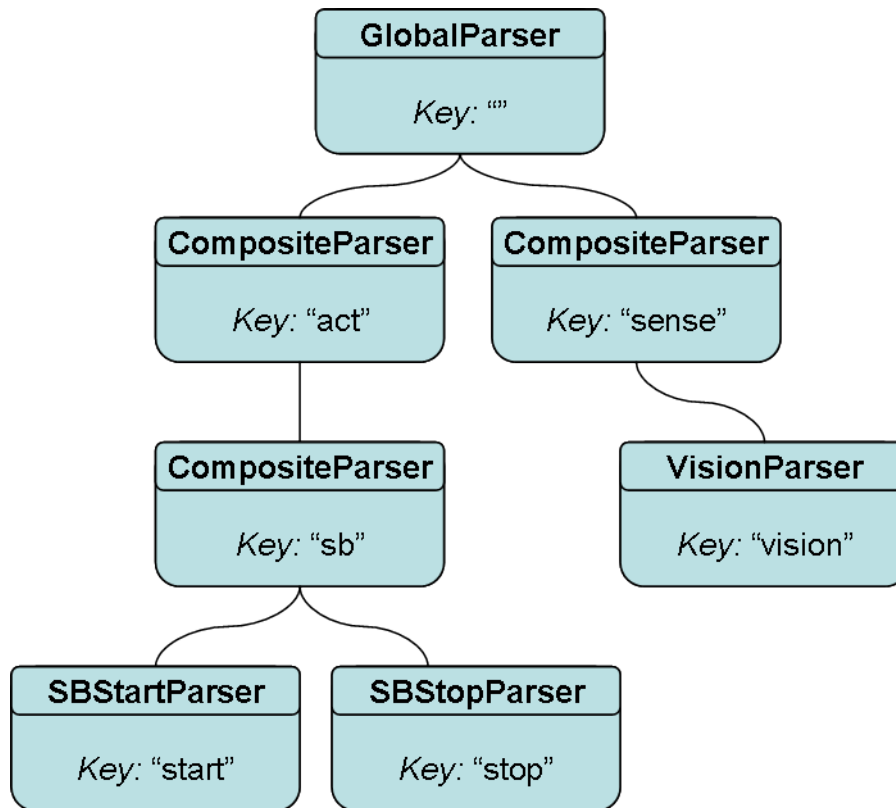 GlobalParser
Key: “”
CompositeParser
Key: “act”
CompositeParser
Key: “sense”
CompositeParser
Key: “sb”
VisionParser
Key: “vision”
SBStartParser
Key: “start”
SBStopParser
Key: “stop”